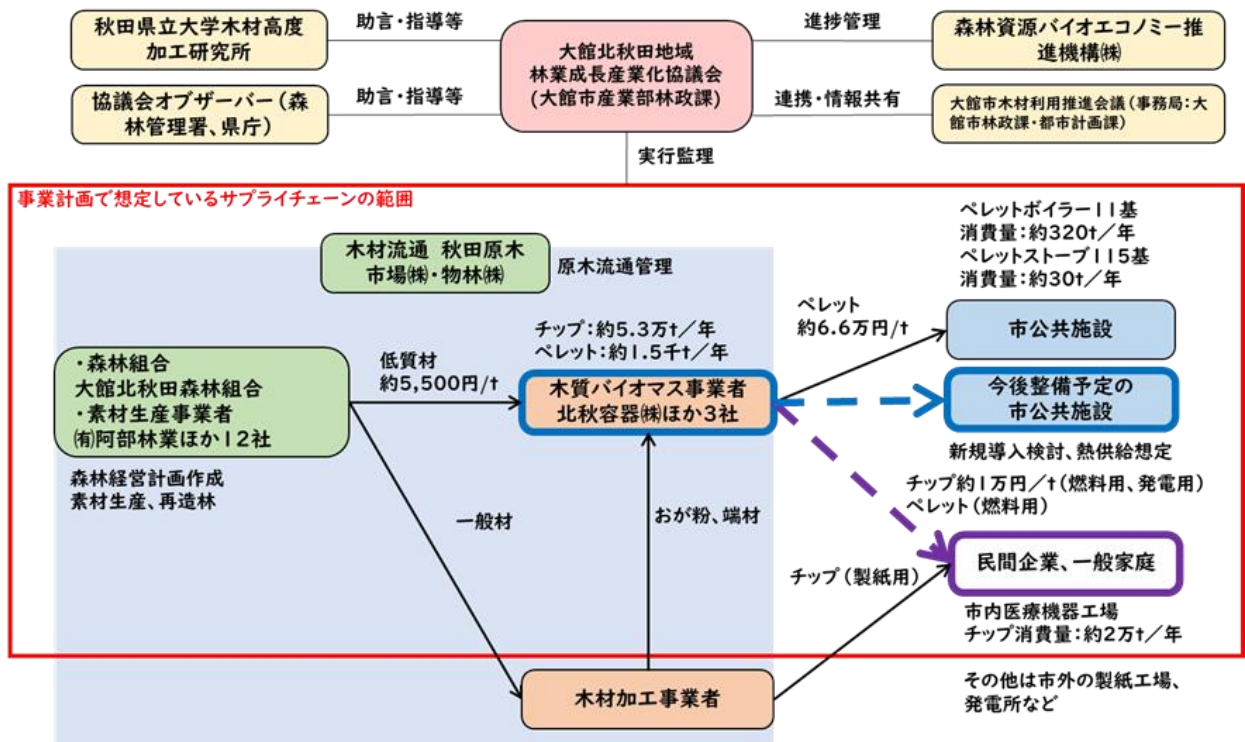 秋田県立大学木材高度
加工研究所
助言・指導等
大館北秋田地域
林業成長産業化協議会
(大館市産業部林政課)
進捗管理
森林資源バイオエコノミー推
進機構㈱
協議会オブザーバー(森
林管理署、県庁)
助言・指導等
連携・情報共有
大館市木材利用推進会議(事務局:大
館市林政課・都市計画課)
実行監理
事業計画で想定しているサプライチェーンの範囲
木材流通 秋田原木
市場㈱・物林㈱
原木流通管理
ペレットボイラー11基
消費量:約320t/年
ペレットストーブ115基
消費量:約30t/年
ペレット
約6.6万円/t
市公共施設
チップ:約5.3万t/年
ペレット:約1.5千t/年
・森林組合
大館北秋田森林組合
・素材生産事業者
㈲阿部林業ほか12社
低質材
約5,500円/t
木質バイオマス事業者
北秋容器㈱ほか3社
今後整備予定の
市公共施設
新規導入検討、熱供給想定
森林経営計画作成
素材生産、再造林
チップ約1万円/t(燃料用、発電用)
ペレット(燃料用)
一般材
おが粉、端材
チップ(製紙用)
民間企業、一般家庭
市内医療機器工場
チップ消費量:約2万t/年
木材加工事業者
その他は市外の製紙工場、
発電所など